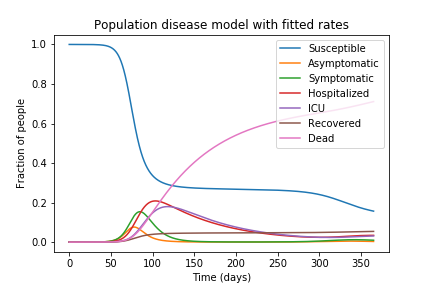 Population disease model with fitted rates
Susceptible
Asymptomatic
Symptomatic
Hospitalized
ICU
Recovered
Dead
1.0
0.8
0.6
0.4
0.2
0.0
Fraction of people
0 50 100 150 200 250 300 350
Time (days)